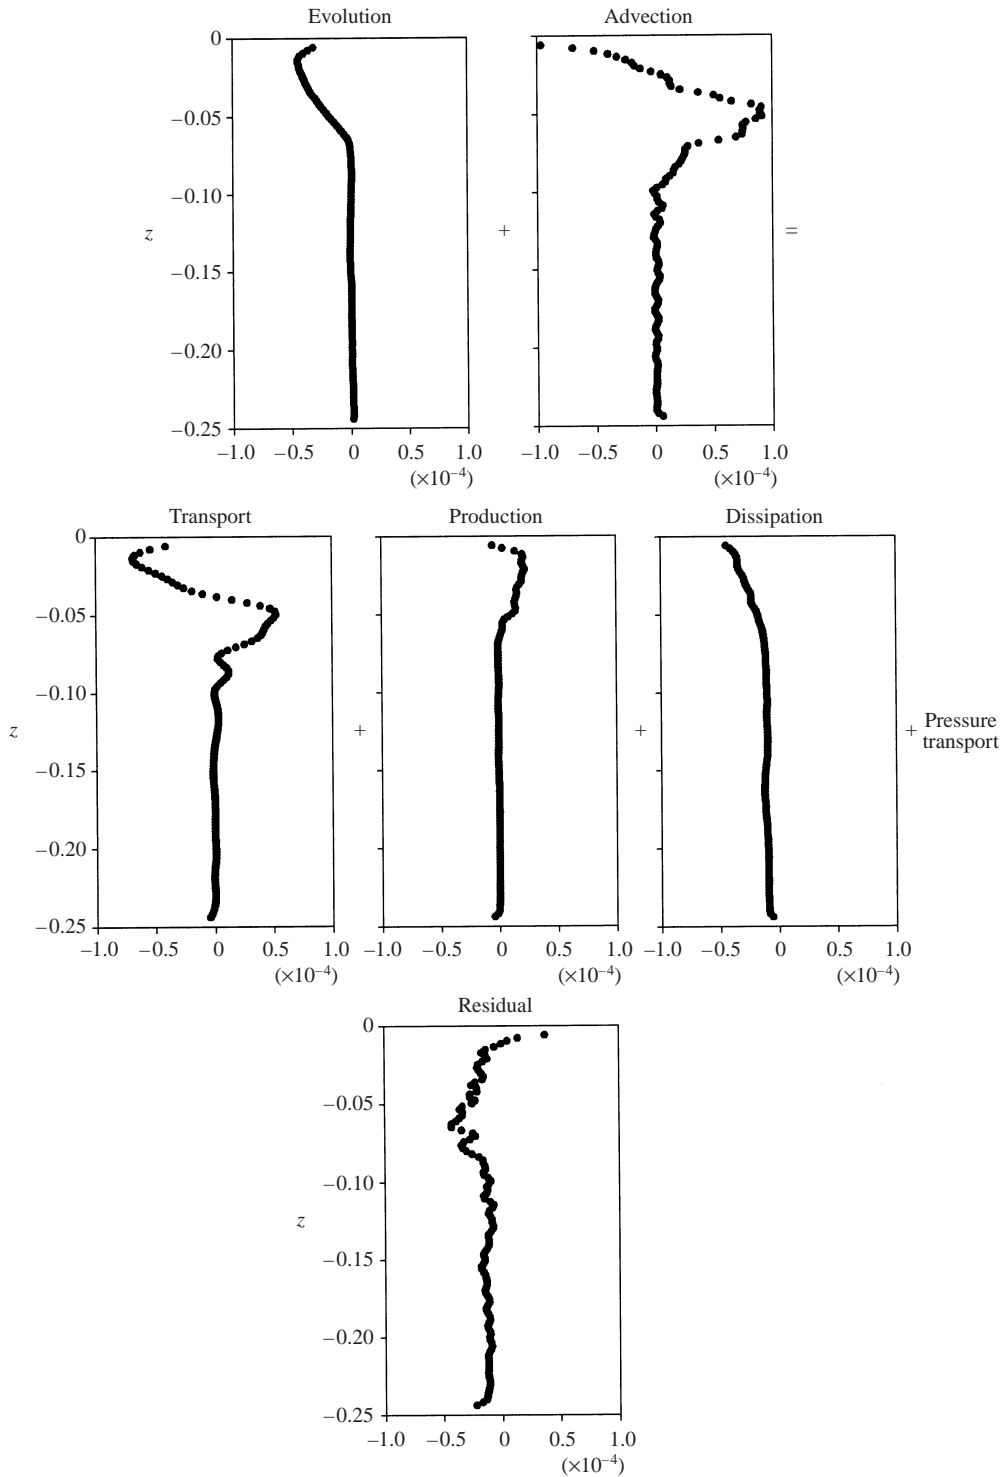 Evolution
Advection
0
−0.05
−0.10
z
+
=
−0.15
−0.20
−0.25
−1.0 −0.5 0 0.5 1.0
(×10−4)
−1.0 −0.5 0 0.5 1.0
(×10−4)
Transport
Production
Dissipation
0
−0.05
−0.10
z
+
+
+ Pressure
transport
−0.15
−0.20
−0.25
−1.0 −0.5 0 0.5 1.0
(×10−4)
−1.0 −0.5 0 0.5 1.0
(×10−4)
−1.0 −0.5 0 0.5 1.0
(×10−4)
Residual
0
−0.05
−0.10
z
−0.15
−0.20
−0.25
−1.0 −0.5 0 0.5 1.0
(×10−4)